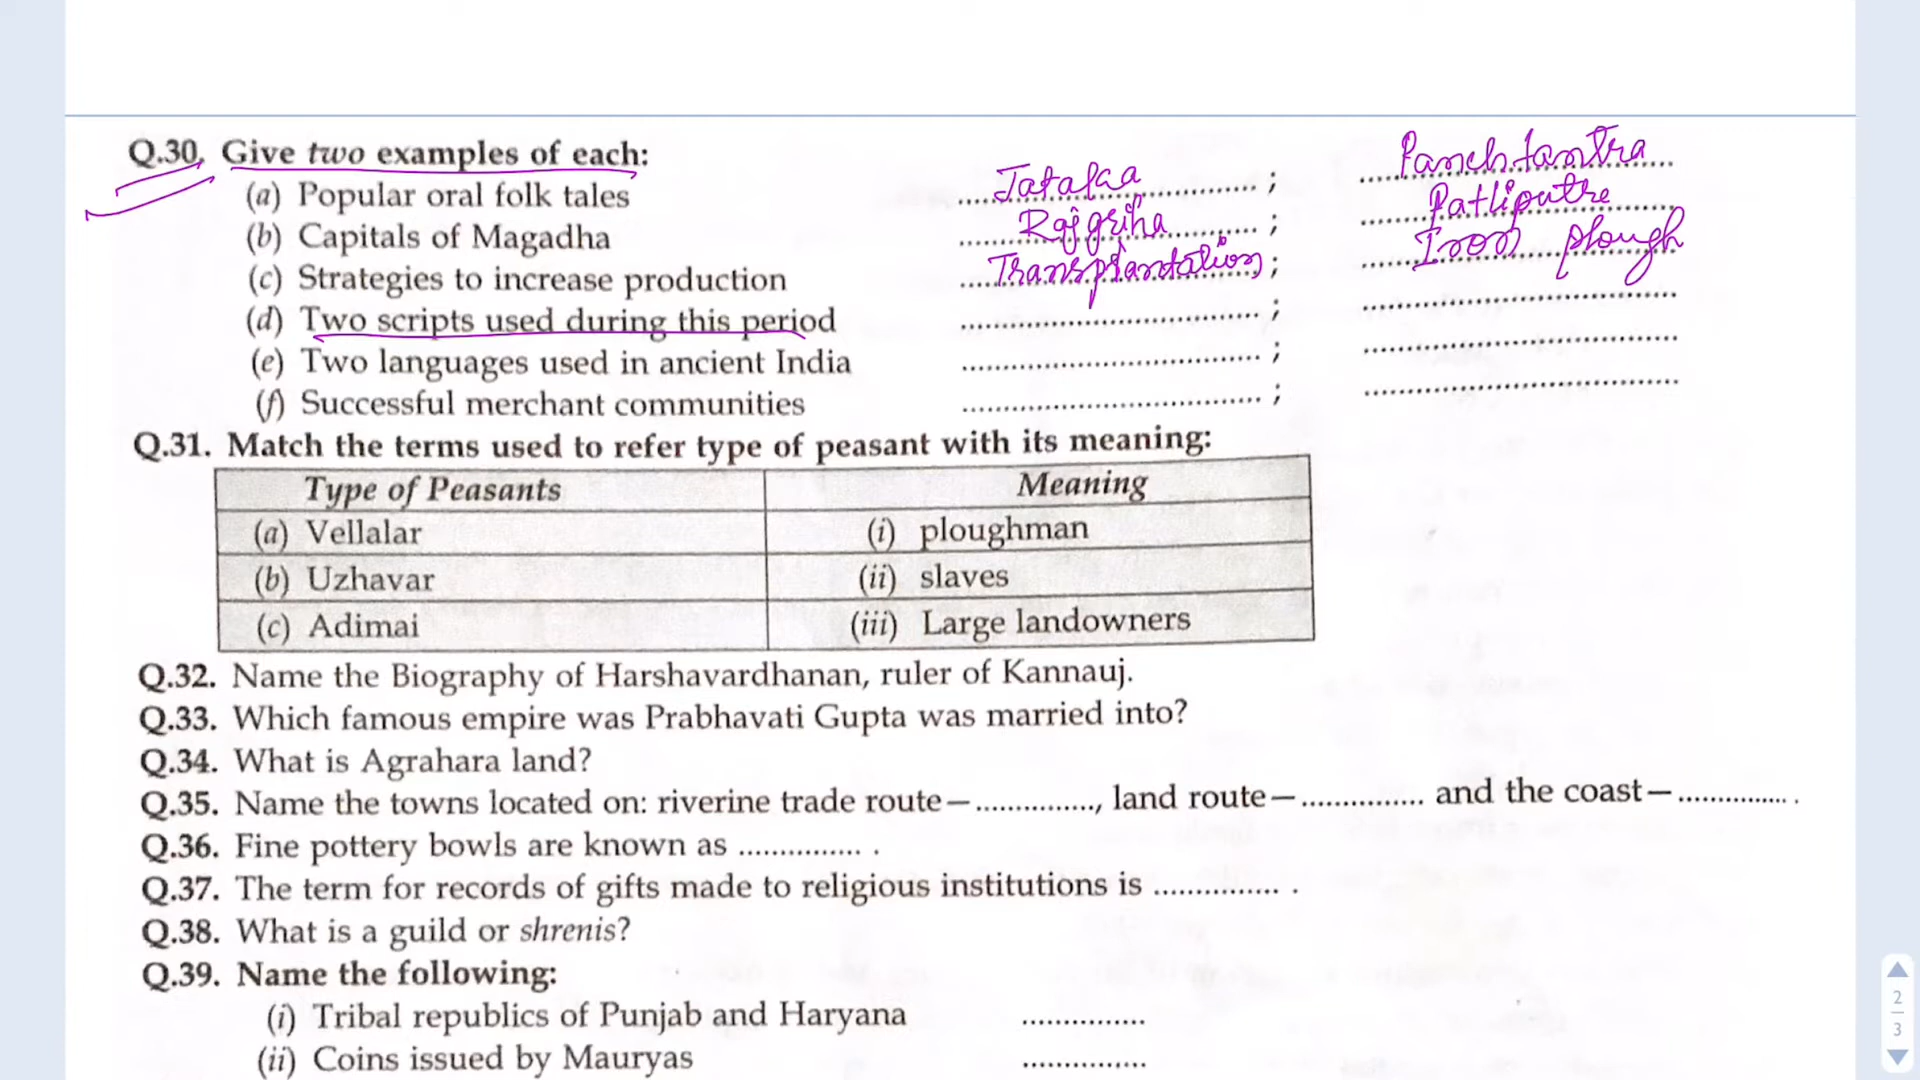 Q.30. Give two examples of each:
(a) Popular oral folk tales Jataka ............ ; Panchtantra ............
(b) Capitals of Magadha Rajgriha ............ ; Patliputra ............
(c) Strategies to increase production Transplantation ............ ; Iron plough ............
(d) Two scripts used during this period ............ ; ............
(e) Two languages used in ancient India ............ ; ............
(f) Successful merchant communities ............ ; ............
Q.31. Match the terms used to refer type of peasant with its meaning:
Type of Peasants Meaning
(a) Vellalar (i) ploughman
(b) Uzhavar (ii) slaves
(c) Adimai (iii) Large landowners
Q.32. Name the Biography of Harshavardhanan, ruler of Kannauj.
Q.33. Which famous empire was Prabhavati Gupta was married into?
Q.34. What is Agrahara land?
Q.35. Name the towns located on: riverine trade route— ..............., land route— ............... and the coast— ............... .
Q.36. Fine pottery bowls are known as ............... .
Q.37. The term for records of gifts made to religious institutions is ............... .
Q.38. What is a guild or shrenis?
Q.39. Name the following:
(i) Tribal republics of Punjab and Haryana ...............
(ii) Coins issued by Mauryas ...............
2
3